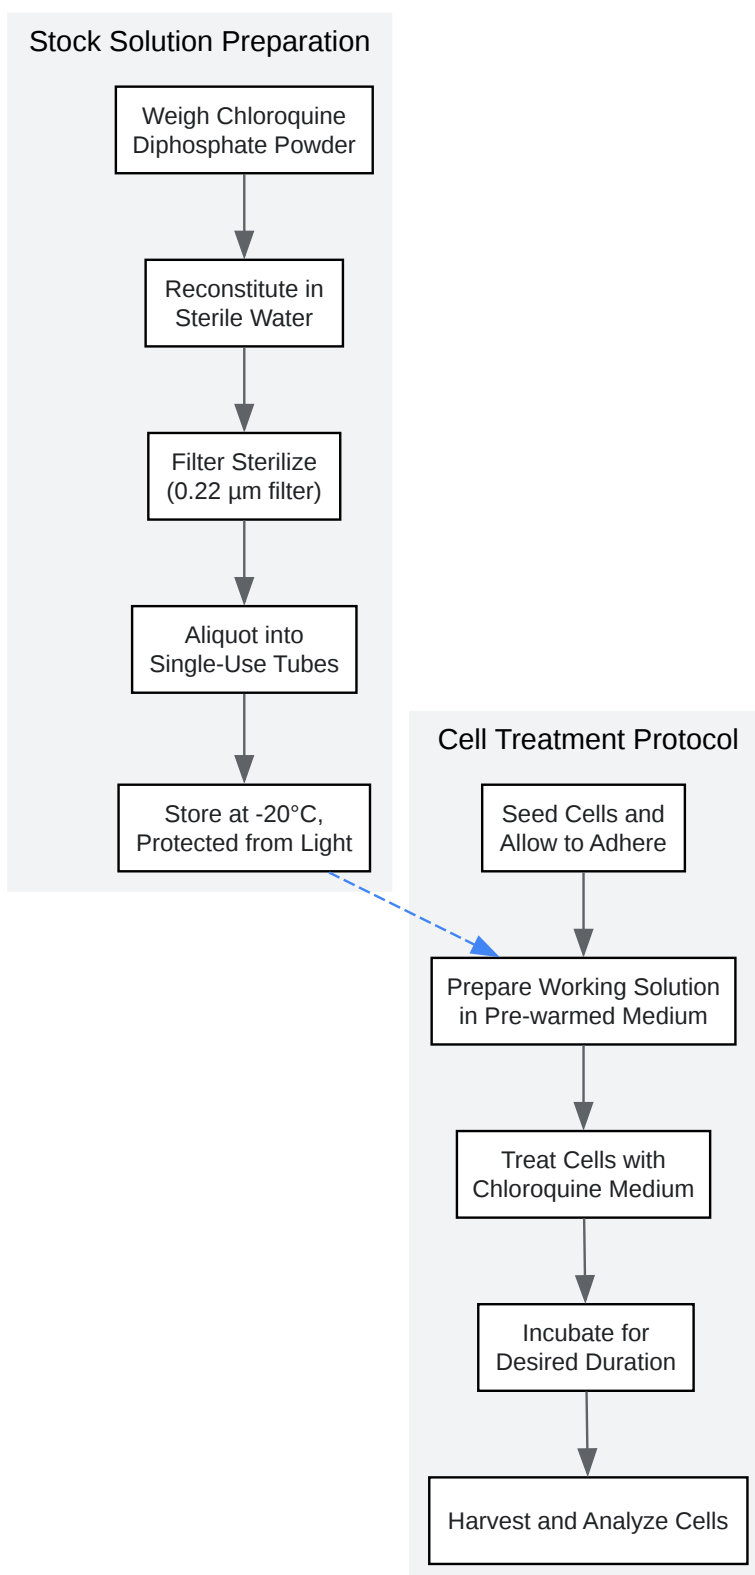 Stock Solution Preparation
Weigh Chloroquine
Diphosphate Powder
Reconstitute in
Sterile Water
Filter Sterilize
(0.22 µm filter)
Aliquot into
Single-Use Tubes
Store at -20°C,
Protected from Light
Cell Treatment Protocol
Seed Cells and
Allow to Adhere
Prepare Working Solution
in Pre-warmed Medium
Treat Cells with
Chloroquine Medium
Incubate for
Desired Duration
Harvest and Analyze Cells